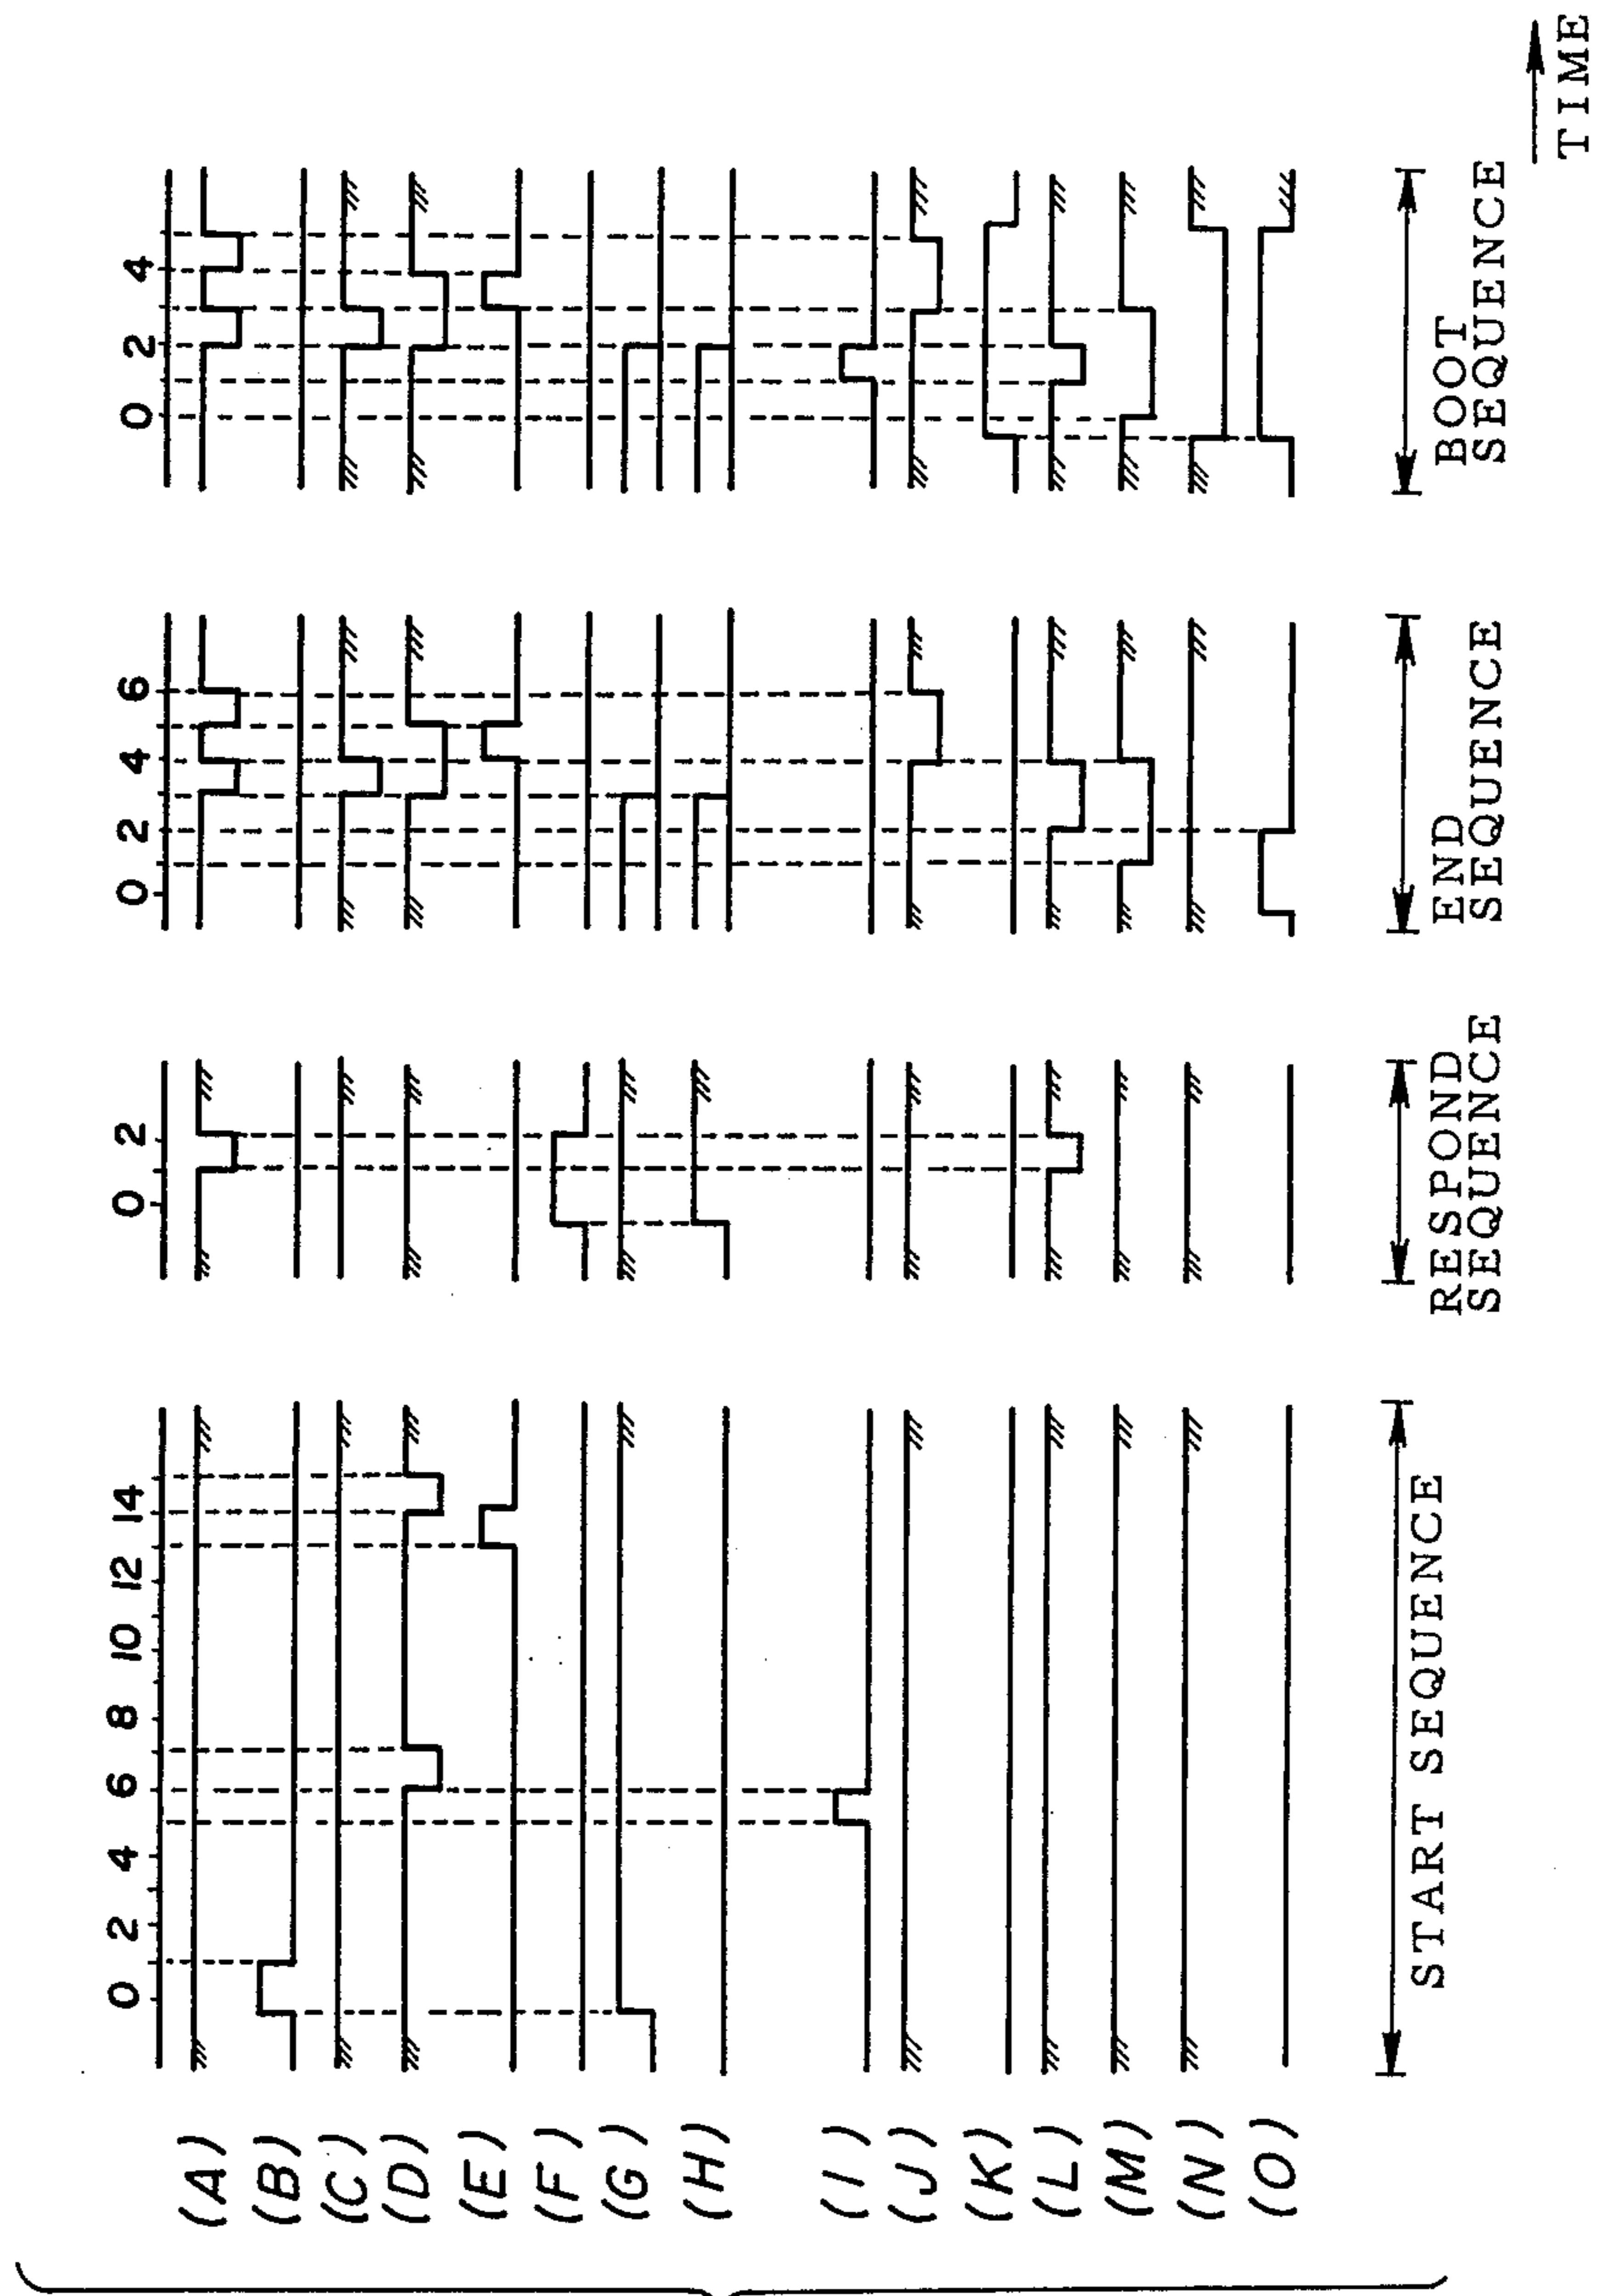 0 2 4 6 8 10 12 14
0 2
0 2 4 6
0 2 4
(A)
(B)
(C)
(D)
(E)
(F)
(G)
(H)
(I)
(J)
(K)
(L)
(M)
(N)
(O)
START SEQUENCE
RESPOND
SEQUENCE
END
SEQUENCE
BOOT
SEQUENCE
TIME